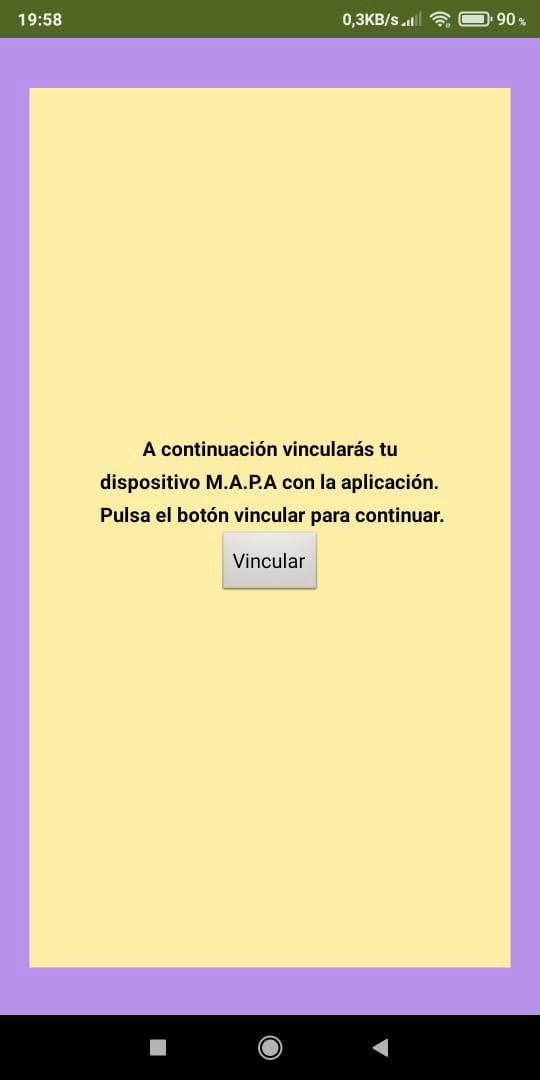 19:58
0,3KB/s
90 %
A continuación vincularás tu
dispositivo M.A.P.A con la aplicación.
Pulsa el botón vincular para continuar.
Vincular